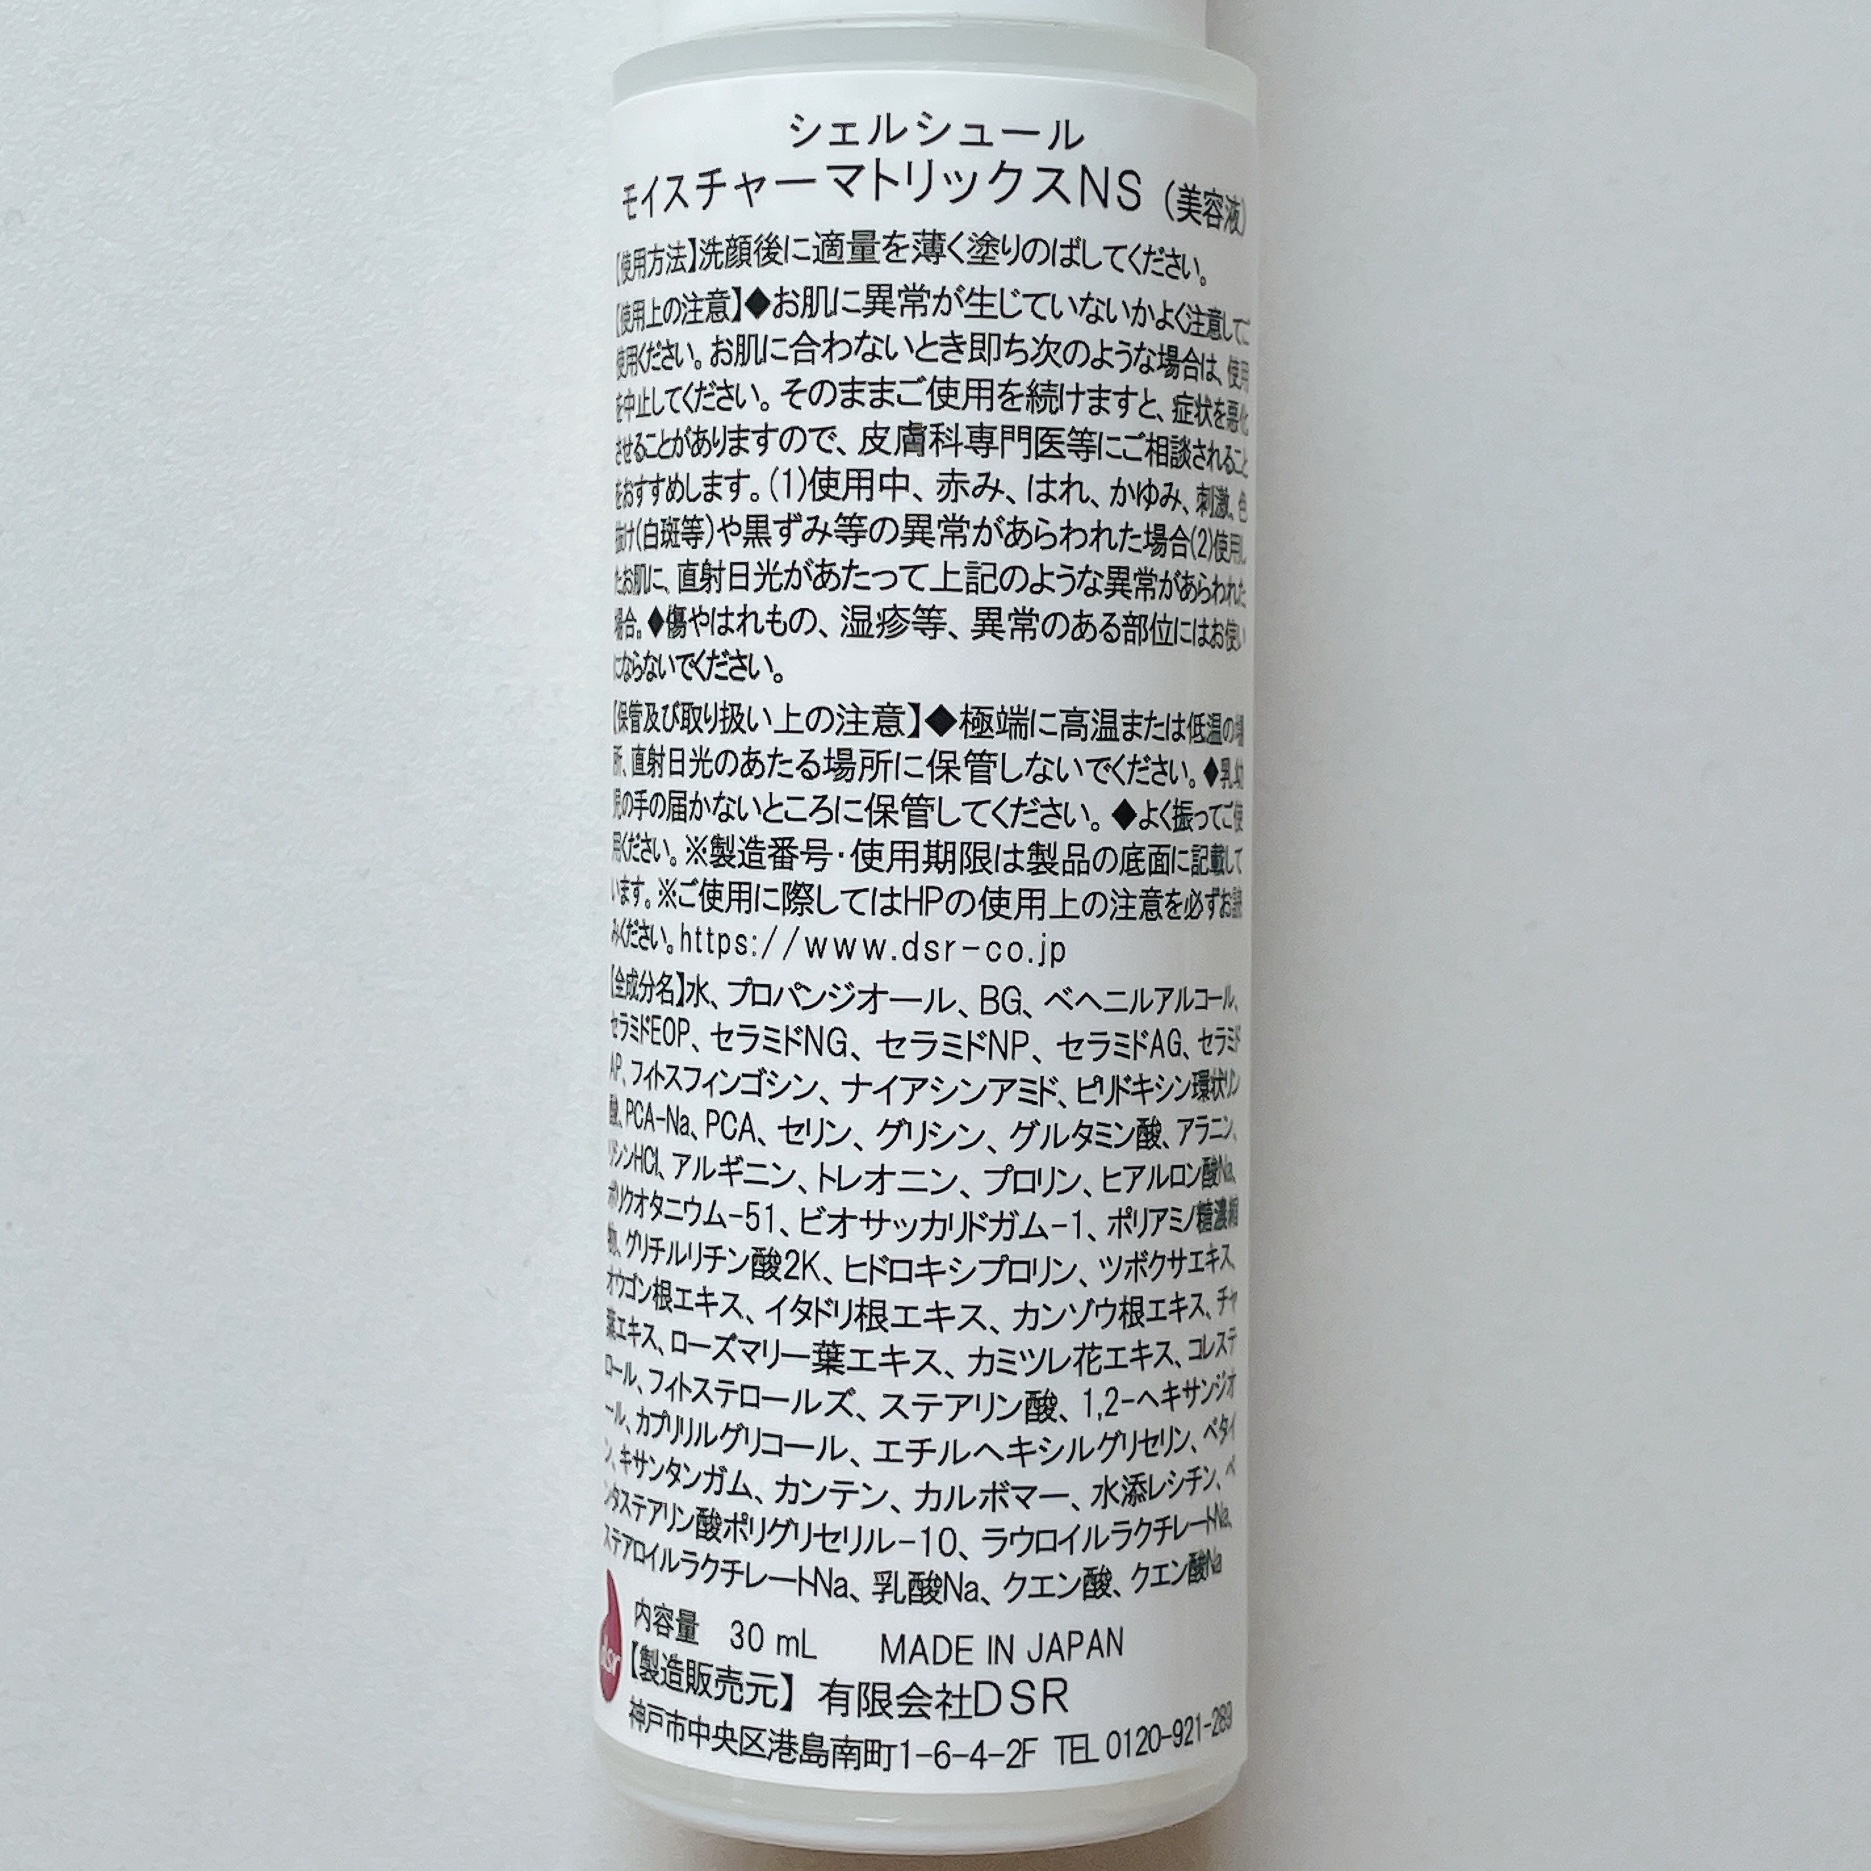 シェルシュール
モイスチャーマトリックスNS（美容液）
【使用方法】洗顔後に適量を薄く塗りのばしてください。
【使用上の注意】◆お肌に異常が生じていないかよく注意してご
使用ください。お肌に合わないとき即ち次のような場合は、使用
を中止してください。そのままご使用を続けますと、症状を悪化
させることがありますので、皮膚科専門医等にご相談されること
をおすすめします。(1)使用中、赤み、はれ、かゆみ、刺激、色
抜け(白斑等)や黒ずみ等の異常があらわれた場合(2)使用し
たお肌に、直射日光があたって上記のような異常があらわれた
場合。◆傷やはれもの、湿疹等、異常のある部位にはお使い
にならないでください。
【保管及び取り扱い上の注意】◆極端に高温または低温の場
所、直射日光のあたる場所に保管しないでください。◆乳幼
児の手の届かないところに保管してください。◆よく振ってご使
用ください。※製造番号・使用期限は製品の底面に記載して
います。※ご使用に際してはHPの使用上の注意を必ずお読
みください。https://www.dsr-co.jp
【全成分名】水、プロパンジオール、BG、ベヘニルアルコール、
セラミドEOP、セラミドNG、セラミドNP、セラミドAG、セラミド
AP、フィトスフィンゴシン、ナイアシンアミド、ピリドキシン環状リン
酸、PCA-Na、PCA、セリン、グリシン、グルタミン酸、アラニン、
リシンHCl、アルギニン、トレオニン、プロリン、ヒアルロン酸Na、
ポリクオタニウム-51、ビオサッカリドガム-1、ポリアミノ糖濃縮
物、グリチルリチン酸2K、ヒドロキシプロリン、ツボクサエキス、
オウゴン根エキス、イタドリ根エキス、カンゾウ根エキス、チャ
葉エキス、ローズマリー葉エキス、カミツレ花エキス、コレステ
ロール、フィトステロールズ、ステアリン酸、1,2-ヘキサンジオ
ール、カプリリルグリコール、エチルヘキシルグリセリン、ベタイ
ン、キサンタンガム、カンテン、カルボマー、水添レシチン、ペ
ンタステアリン酸ポリグリセリル-10、ラウロイルラクチレートNa、
ステアロイルラクチレートNa、乳酸Na、クエン酸、クエン酸Na
dsr
内容量 30 mL MADE IN JAPAN
【製造販売元】有限会社DSR
神戸市中央区港島南町1-6-4-2F TEL 0120-921-289